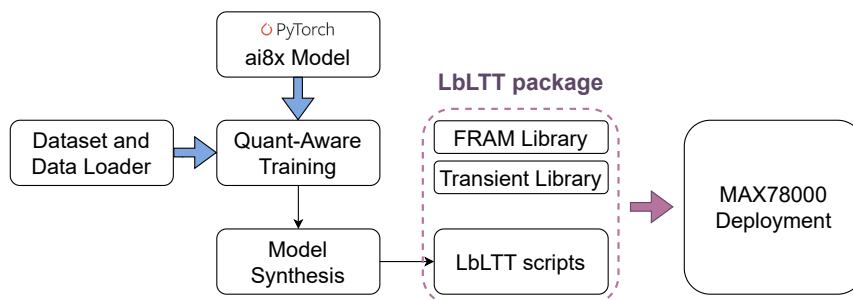 PyTorch
ai8x Model
LbLTT package
Dataset and
Data Loader
Quant-Aware
Training
FRAM Library
Transient Library
MAX78000
Deployment
Model
Synthesis
LbLTT scripts